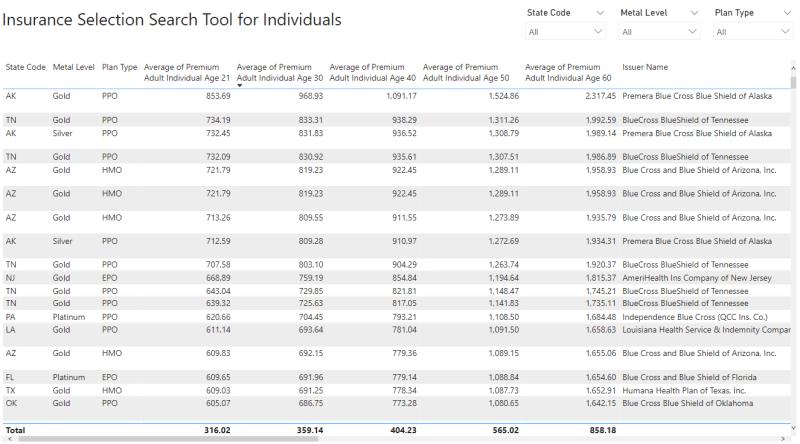 Insurance Selection Search Tool for Individuals
State Code Metal Level Plan Type
All All All
State Code Metal Level Plan Type Average of Premium Adult Individual Age 21 Average of Premium Adult Individual Age 30 Average of Premium Adult Individual Age 40 Average of Premium Adult Individual Age 50 Average of Premium Adult Individual Age 60 Issuer Name
AK Gold PPO 853.69 968.93 1,091.17 1,524.86 2,317.45 Premera Blue Cross Blue Shield of Alaska
TN Gold PPO 734.19 833.31 938.29 1,311.26 1,992.59 BlueCross BlueShield of Tennessee
AK Silver PPO 732.45 831.83 936.52 1,308.79 1,989.14 Premera Blue Cross Blue Shield of Alaska
TN Gold PPO 732.09 830.92 935.61 1,307.51 1,986.89 BlueCross BlueShield of Tennessee
AZ Gold HMO 721.79 819.23 922.45 1,289.11 1,958.93 Blue Cross and Blue Shield of Arizona, Inc.
AZ Gold HMO 721.79 819.23 922.45 1,289.11 1,958.93 Blue Cross and Blue Shield of Arizona, Inc.
AZ Gold HMO 713.26 809.55 911.55 1,273.89 1,935.79 Blue Cross and Blue Shield of Arizona, Inc.
AK Silver PPO 712.59 809.28 910.97 1,272.69 1,934.31 Premera Blue Cross Blue Shield of Alaska
TN Gold PPO 707.58 803.10 904.29 1,263.74 1,920.37 BlueCross BlueShield of Tennessee
NJ Gold EPO 668.89 759.19 854.84 1,194.64 1,815.37 AmeriHealth Ins Company of New Jersey
TN Gold PPO 643.04 729.85 821.81 1,148.47 1,745.21 BlueCross BlueShield of Tennessee
TN Gold PPO 639.32 725.63 817.05 1,141.83 1,735.11 BlueCross BlueShield of Tennessee
PA Platinum PPO 620.66 704.45 793.21 1,108.50 1,684.48 Independence Blue Cross (QCC Ins. Co.)
LA Gold PPO 611.14 693.64 781.04 1,091.50 1,658.63 Louisiana Health Service & Indemnity Compar
AZ Gold HMO 609.83 692.15 779.36 1,089.15 1,655.06 Blue Cross and Blue Shield of Arizona, Inc.
FL Platinum EPO 609.65 691.96 779.14 1,088.84 1,654.60 Blue Cross and Blue Shield of Florida
TX Gold HMO 609.03 691.25 778.34 1,087.73 1,652.91 Humana Health Plan of Texas, Inc.
OK Gold PPO 605.07 686.75 773.28 1,080.65 1,642.15 Blue Cross Blue Shield of Oklahoma
Total 316.02 359.14 404.23 565.02 858.18